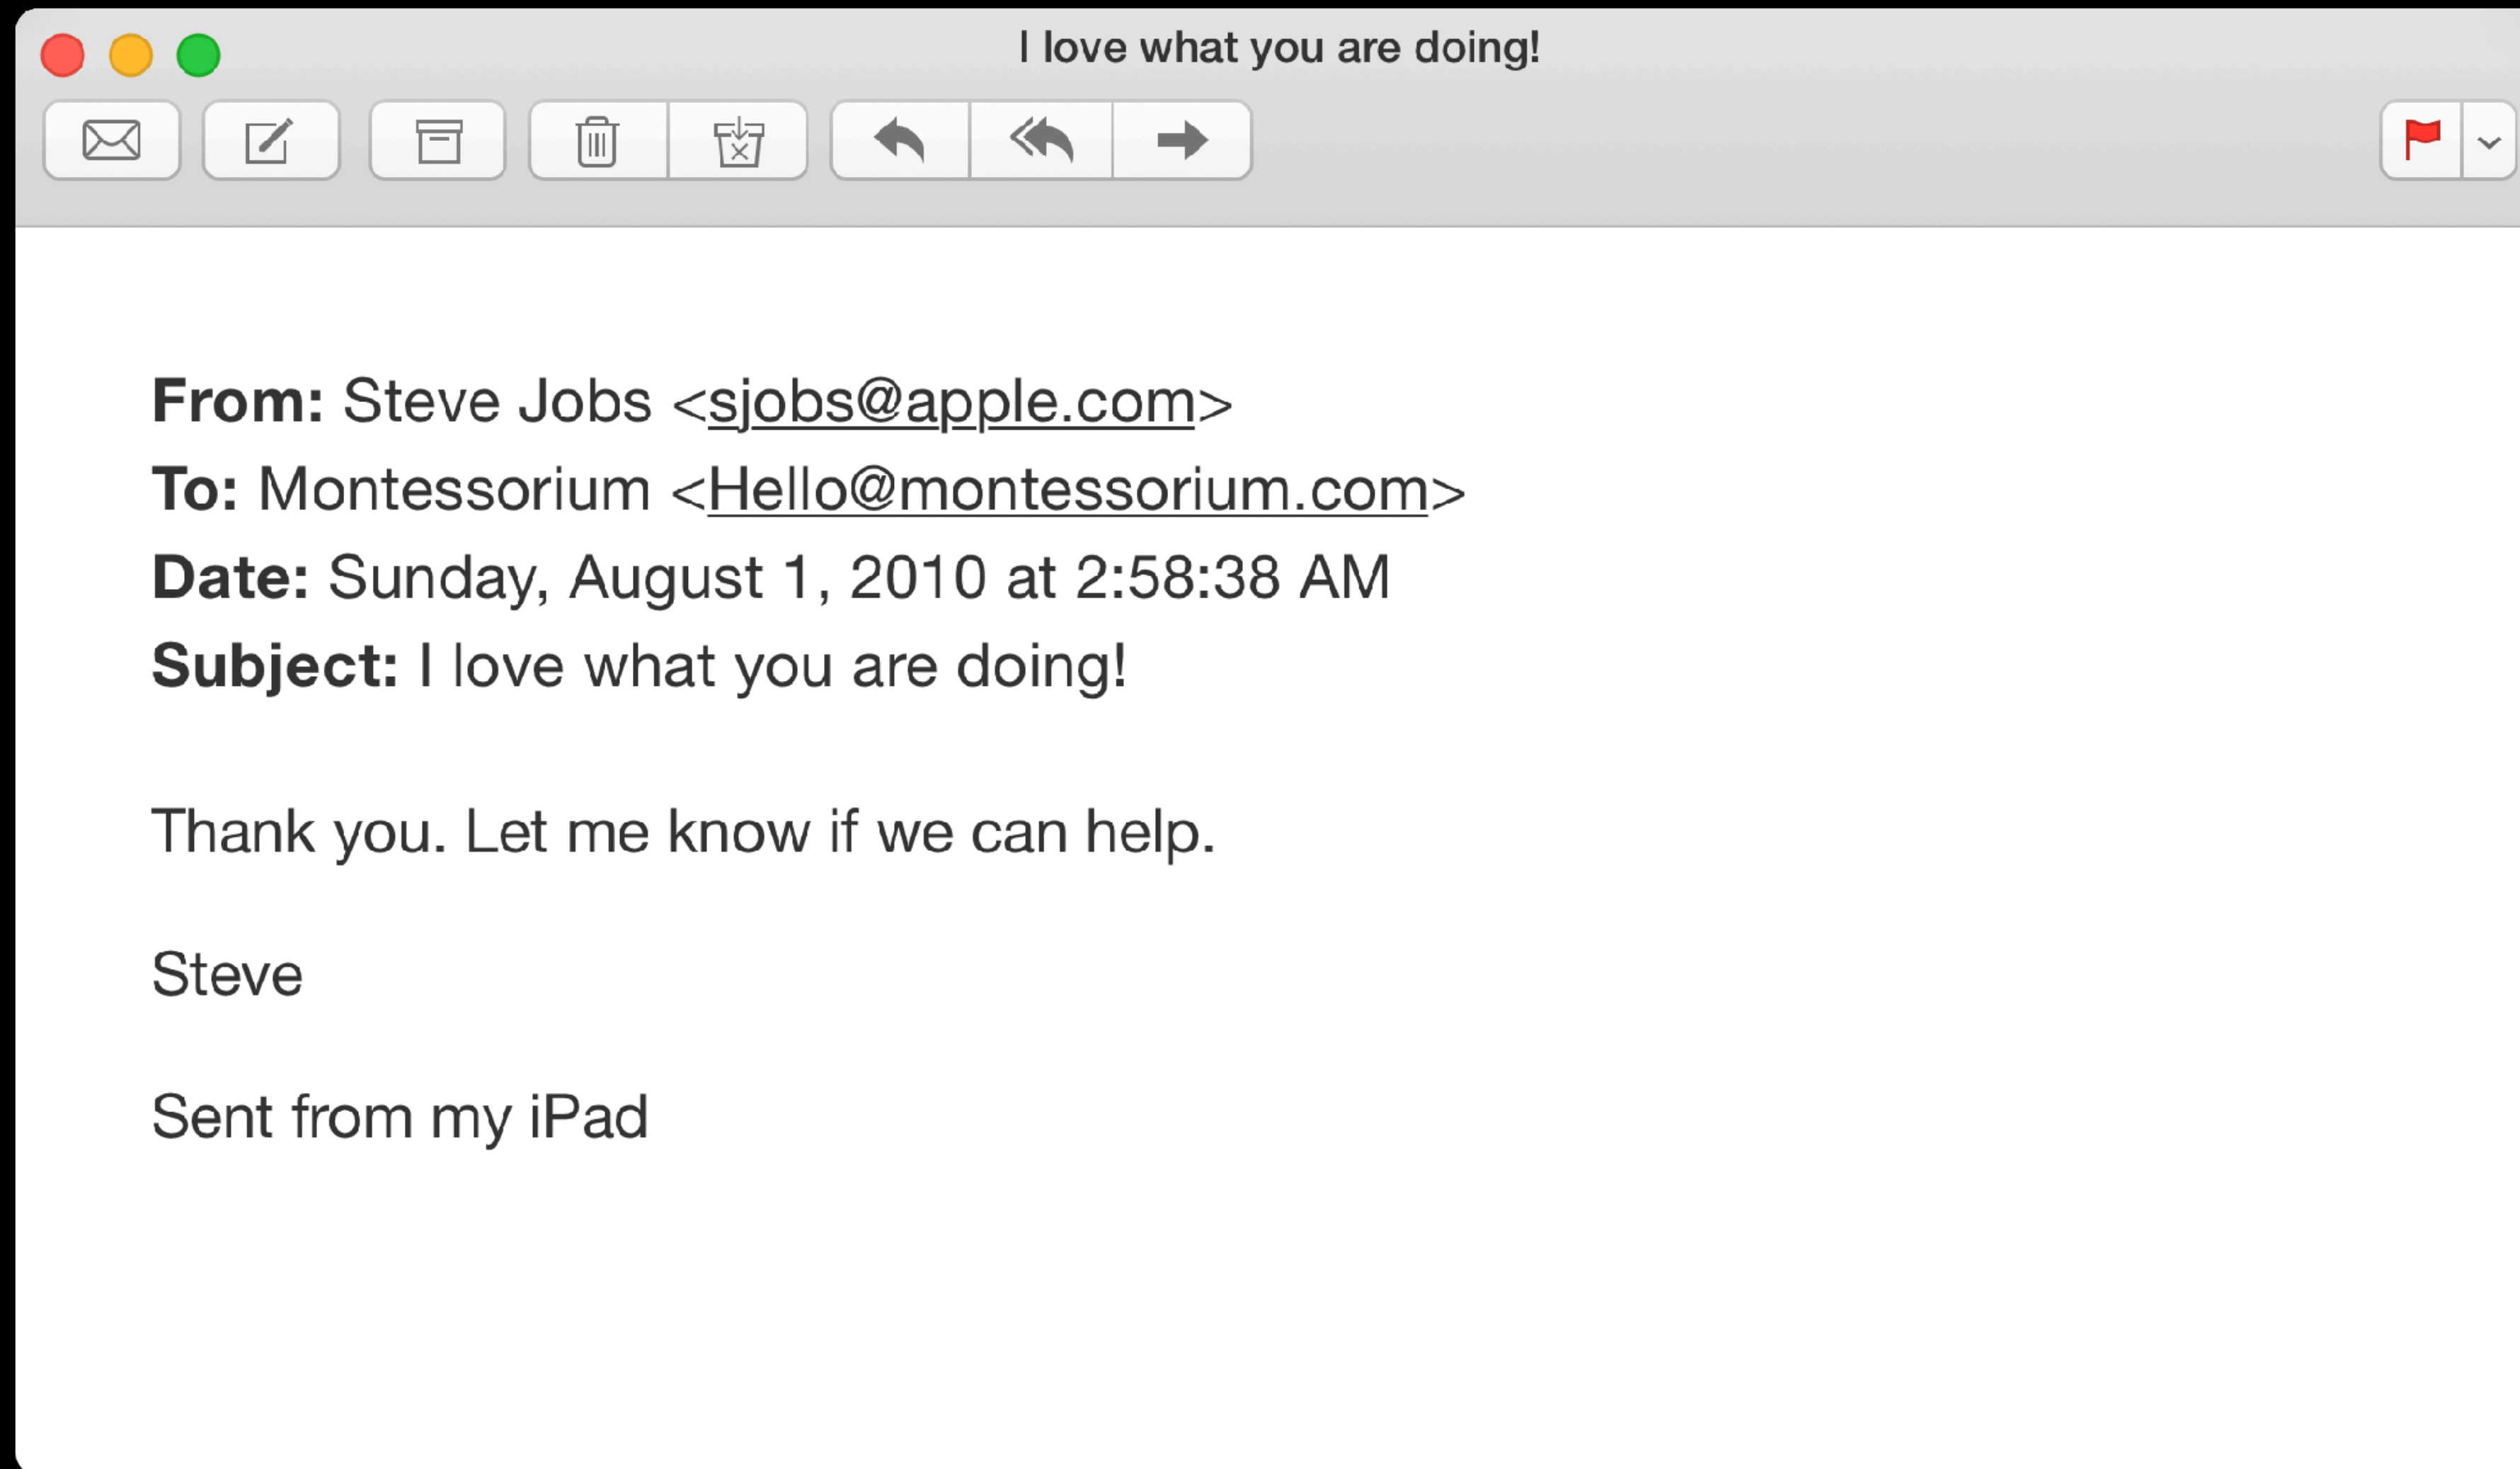 I love what you are doing!
From: Steve Jobs <sjobs@apple.com>
To: Montessorium <Hello@montessorium.com>
Date: Sunday, August 1, 2010 at 2:58:38 AM
Subject: I love what you are doing!
Thank you. Let me know if we can help.
Steve
Sent from my iPad